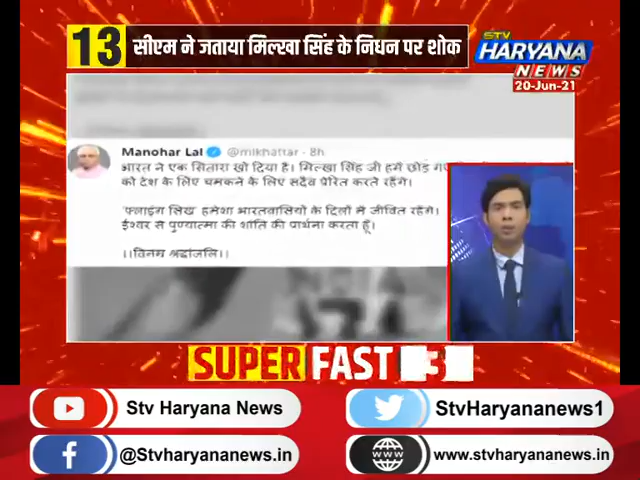 13 सीएम ने जताया मिल्खा सिंह के निधन पर शोक
STV
HARYANA
NEWS
20-Jun-21
Manohar Lal @mlkhattar · 8h
भारत ने एक सितारा खो दिया है। मिल्खा सिंह जी हमें छोड़
को देश के लिए चमकने के लिए सदैव प्रेरित करते रहेंगे।
'फ्लाइंग सिख' हमेशा भारतवासियों के दिलों में जीवित रहेंगे।
ईश्वर से पुण्यात्मा की शांति की प्रार्थना करता हूँ।
।।विनम्र श्रद्धांजलि।।
SUPER FAST 3
Stv Haryana News
StvHaryananews1
@Stvharyananews.in
www.stvharyananews.in